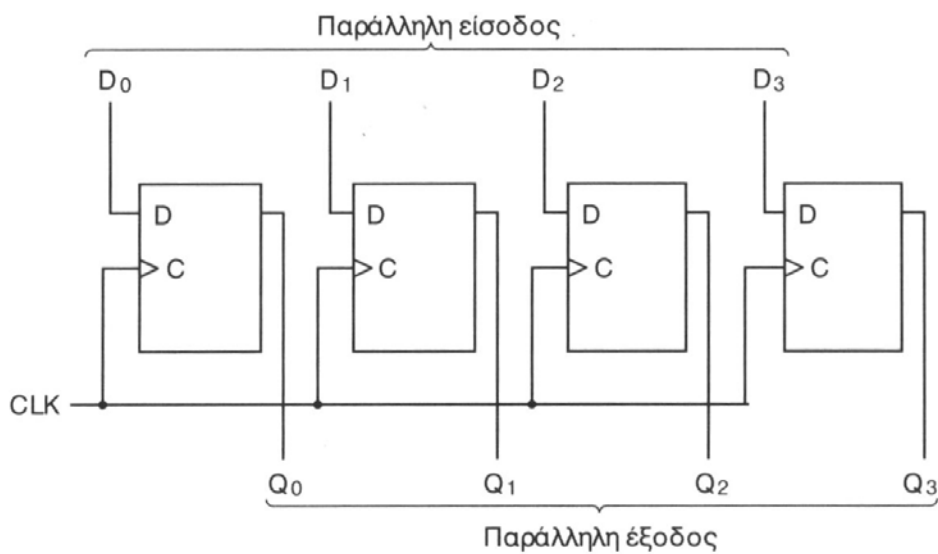 Παράλληλη είσοδος
D0 D1 D2 D3
D D D D
C C C C
CLK
Q0 Q1 Q2 Q3
Παράλληλη έξοδος